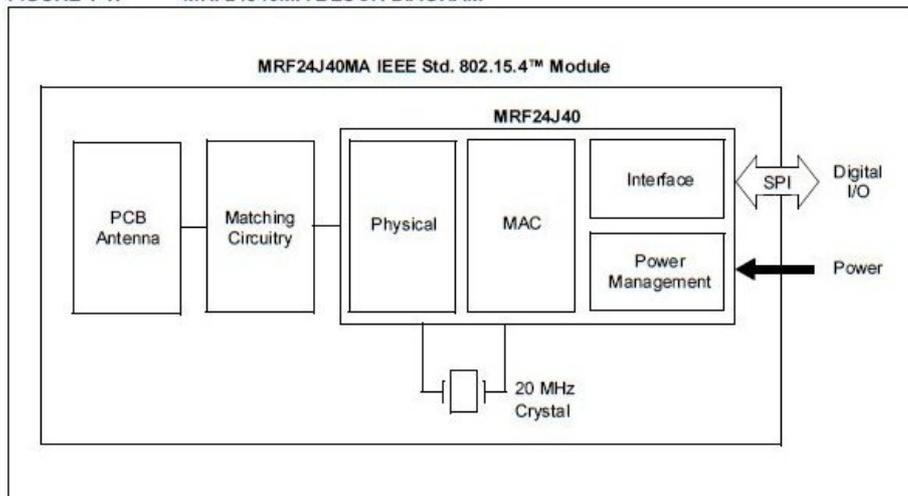 MRF24J40MA IEEE Std. 802.15.4™ Module
MRF24J40
PCB
Antenna
Matching
Circuitry
Physical
MAC
Interface
Power
Management
SPI
Digital
I/O
Power
20 MHz
Crystal